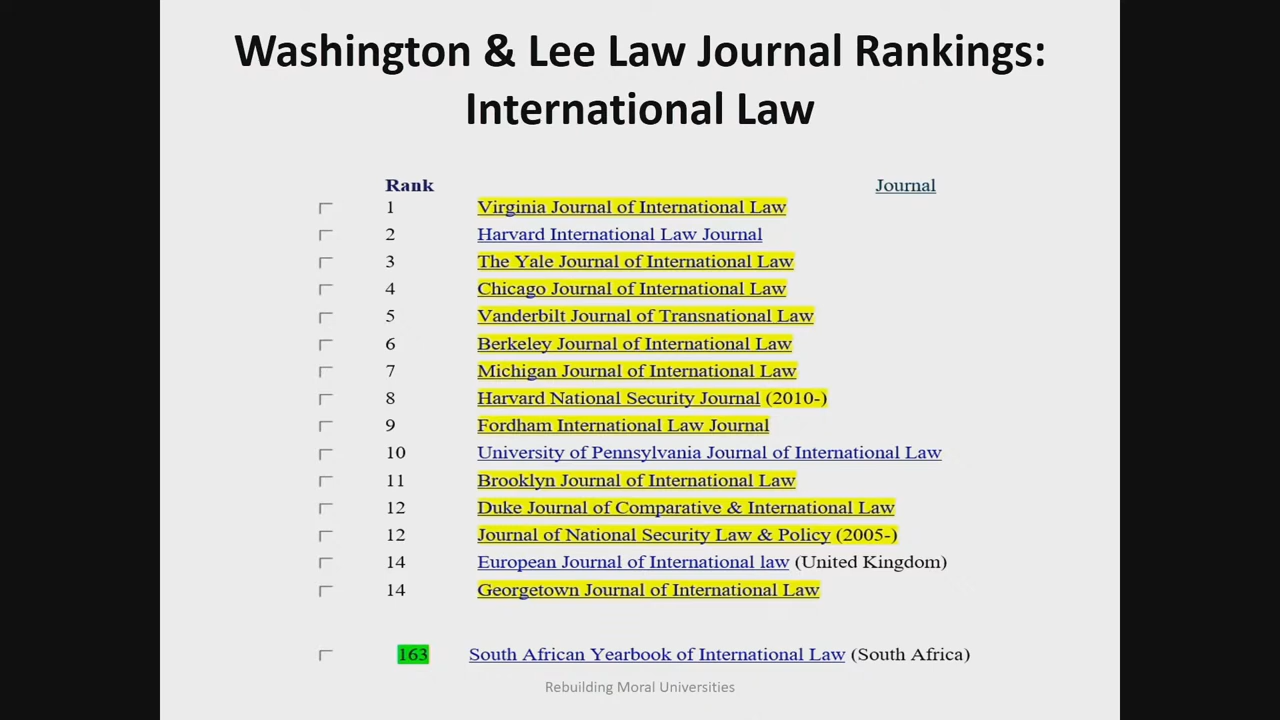 Washington & Lee Law Journal Rankings:
International Law
Rank Journal
1 Virginia Journal of International Law
2 Harvard International Law Journal
3 The Yale Journal of International Law
4 Chicago Journal of International Law
5 Vanderbilt Journal of Transnational Law
6 Berkeley Journal of International Law
7 Michigan Journal of International Law
8 Harvard National Security Journal (2010-)
9 Fordham International Law Journal
10 University of Pennsylvania Journal of International Law
11 Brooklyn Journal of International Law
12 Duke Journal of Comparative & International Law
12 Journal of National Security Law & Policy (2005-)
14 European Journal of International law (United Kingdom)
14 Georgetown Journal of International Law
163 South African Yearbook of International Law (South Africa)
Rebuilding Moral Universities